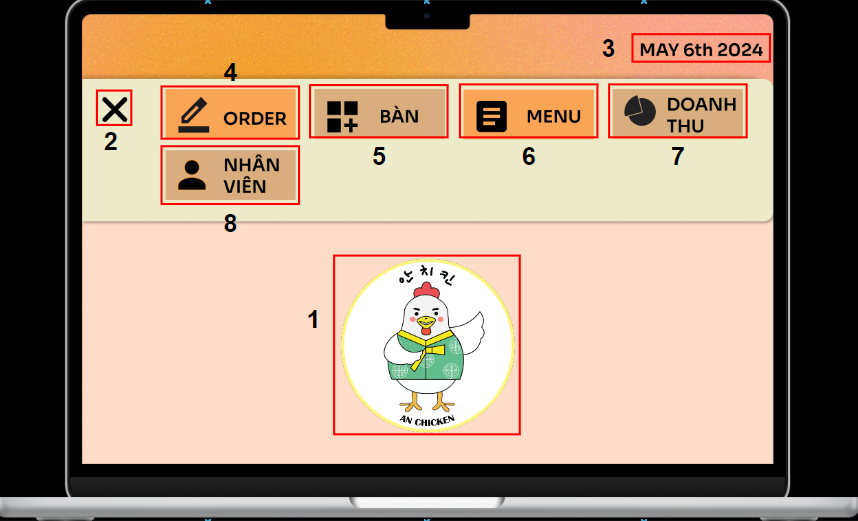 3
MAY 6th 2024
4
ORDER
BÀN
MENU
DOANH
THU
2
5
6
7
NHÂN
VIÊN
8
1
안 치 킨
AN CHICKEN